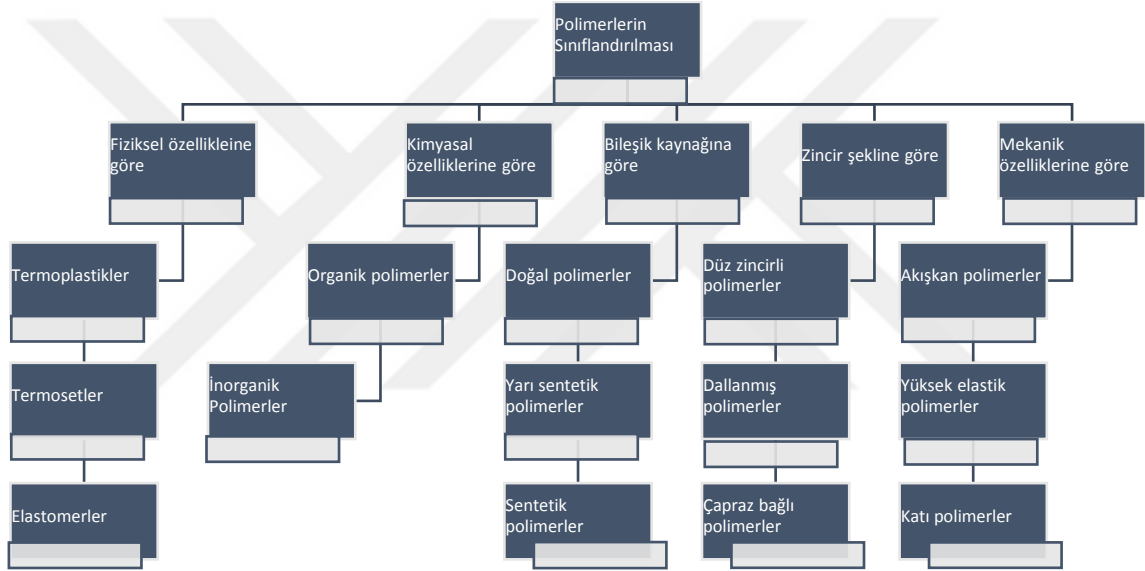 Polimerlerin
Sınıflandırılması
Fiziksel özellikleine
göre
Kimyasal
özelliklerine göre
Bileşik kaynağına
göre
Zincir şekline göre
Mekanik
özelliklerine göre
Termoplastikler
Organik polimerler
Doğal polimerler
Düz zincirli
polimerler
Akışkan polimerler
Termosetler
İnorganik
Polimerler
Yarı sentetik
polimerler
Dallanmış
polimerler
Yüksek elastik
polimerler
Elastomerler
Sentetik
polimerler
Çapraz bağlı
polimerler
Katı polimerler